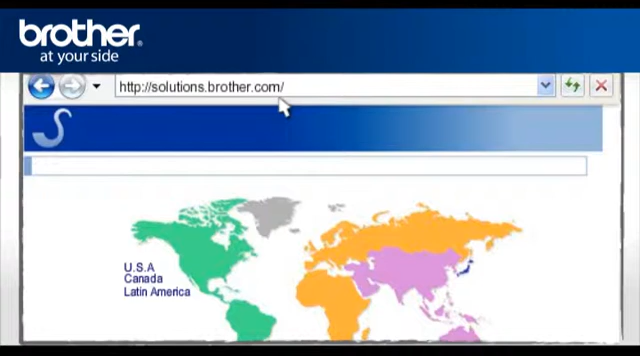 brother
at your side
http://solutions.brother.com/
U.S.A
Canada
Latin America